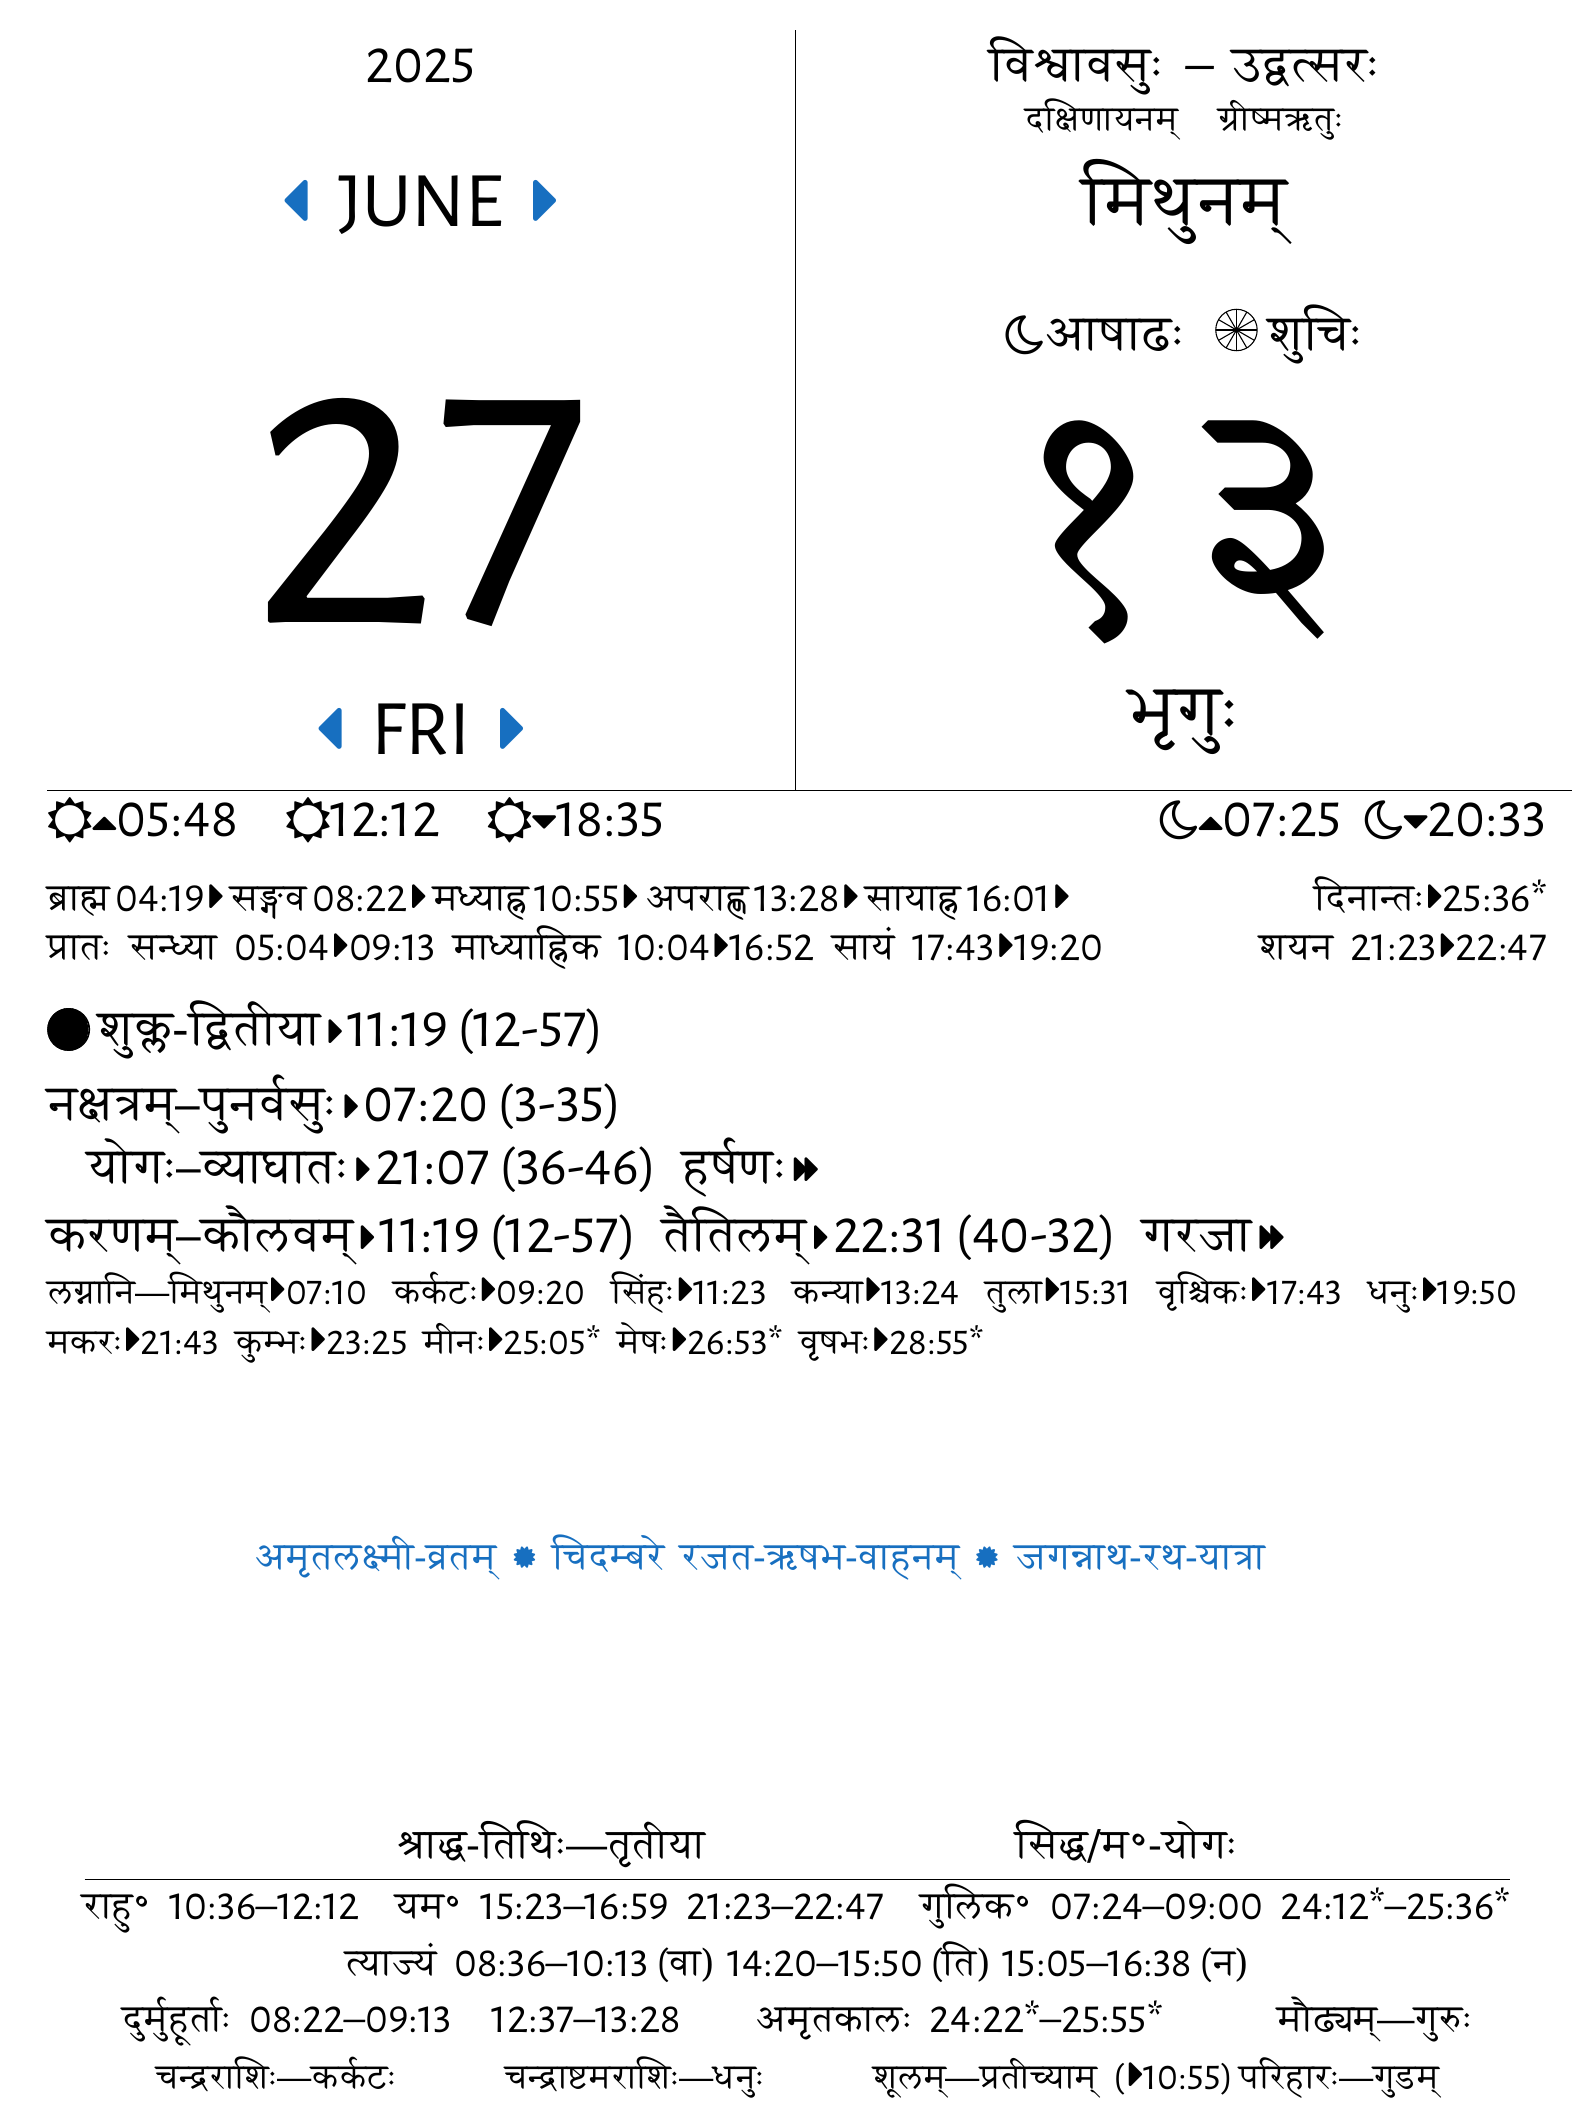 2025
JUNE
27
FRI
विश्वावसुः – उद्वत्सरः
दक्षिणायनम् ग्रीष्मऋतुः
मिथुनम्
आषाढः शुचिः
१३
भृगुः
05:48 12:12 18:35 07:25 20:33
ब्राह्म 04:19 सङ्गव 08:22 मध्याह्न 10:55 अपराह्ण 13:28 सायाह्न 16:01 दिनान्तः 25:36*
प्रातः सन्ध्या 05:04 09:13 माध्याह्निक 10:04 16:52 सायं 17:43 19:20 शयन 21:23 22:47
शुक्ल-द्वितीया 11:19 (12-57)
नक्षत्रम्–पुनर्वसुः 07:20 (3-35)
योगः–व्याघातः 21:07 (36-46) हर्षणः
करणम्–कौलवम् 11:19 (12-57) तैतिलम् 22:31 (40-32) गरजा
लग्नानि—मिथुनम् 07:10 कर्कटः 09:20 सिंहः 11:23 कन्या 13:24 तुला 15:31 वृश्चिकः 17:43 धनुः 19:50
मकरः 21:43 कुम्भः 23:25 मीनः 25:05* मेषः 26:53* वृषभः 28:55*
अमृतलक्ष्मी-व्रतम् ✹ चिदम्बरे रजत-ऋषभ-वाहनम् ✹ जगन्नाथ-रथ-यात्रा
श्राद्ध-तिथिः—तृतीया सिद्ध/म॰-योगः
राहु॰ 10:36–12:12 यम॰ 15:23–16:59 21:23–22:47 गुलिक॰ 07:24–09:00 24:12*–25:36*
त्याज्यं 08:36–10:13 (वा) 14:20–15:50 (ति) 15:05–16:38 (न)
दुर्मुहूर्ताः 08:22–09:13 12:37–13:28 अमृतकालः 24:22*–25:55* मौढ्यम्—गुरुः
चन्द्रराशिः—कर्कटः चन्द्राष्टमराशिः—धनुः शूलम्—प्रतीच्याम् (10:55) परिहारः—गुडम्